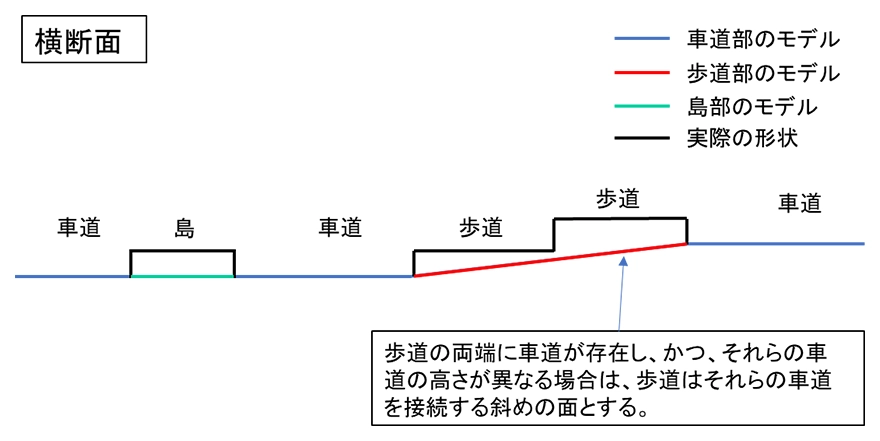 横断面
車道部のモデル
歩道部のモデル
島部のモデル
実際の形状
車道
島
車道
歩道
歩道
車道
歩道の両端に車道が存在し、かつ、それらの車
道の高さが異なる場合は、歩道はそれらの車道
を接続する斜めの面とする。